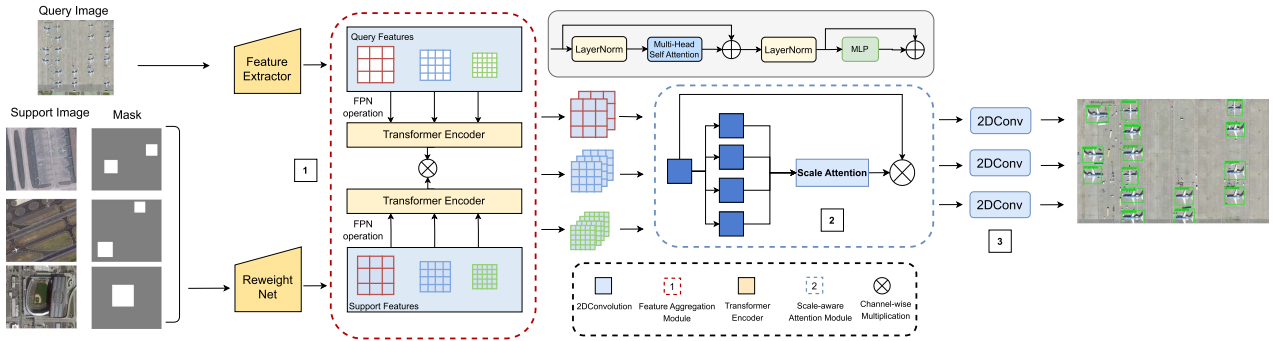 Query Image
Feature
Extractor
Support Image
Mask
Reweight
Net
1
Query Features
FPN
operation
Transformer Encoder
Transformer Encoder
FPN
operation
Support Features
LayerNorm
Multi-Head
Self Attention
LayerNorm
MLP
Scale Attention
2
2DConv
2DConv
2DConv
3
2DConvolution
1
Feature Aggregation
Module
Transformer
Encoder
2
Scale-aware
Attention Module
Channel-wise
Multiplication